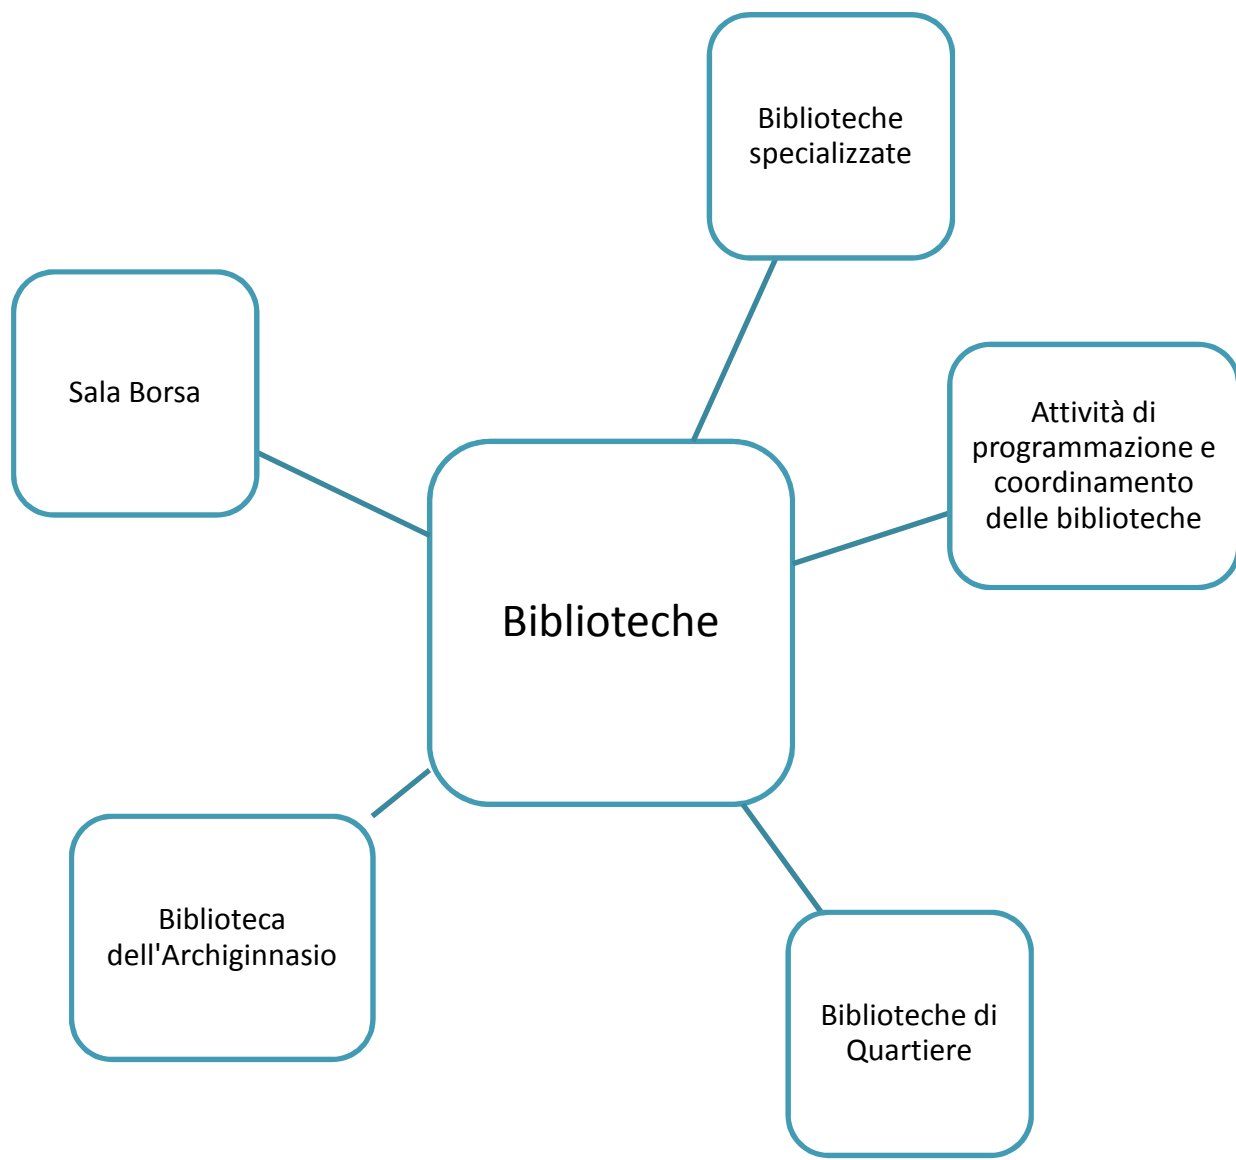 Biblioteche
specializzate
Sala Borsa
Attività di
programmazione e
coordinamento
delle biblioteche
Biblioteche
Biblioteca
dell'Archiginnasio
Biblioteche di
Quartiere